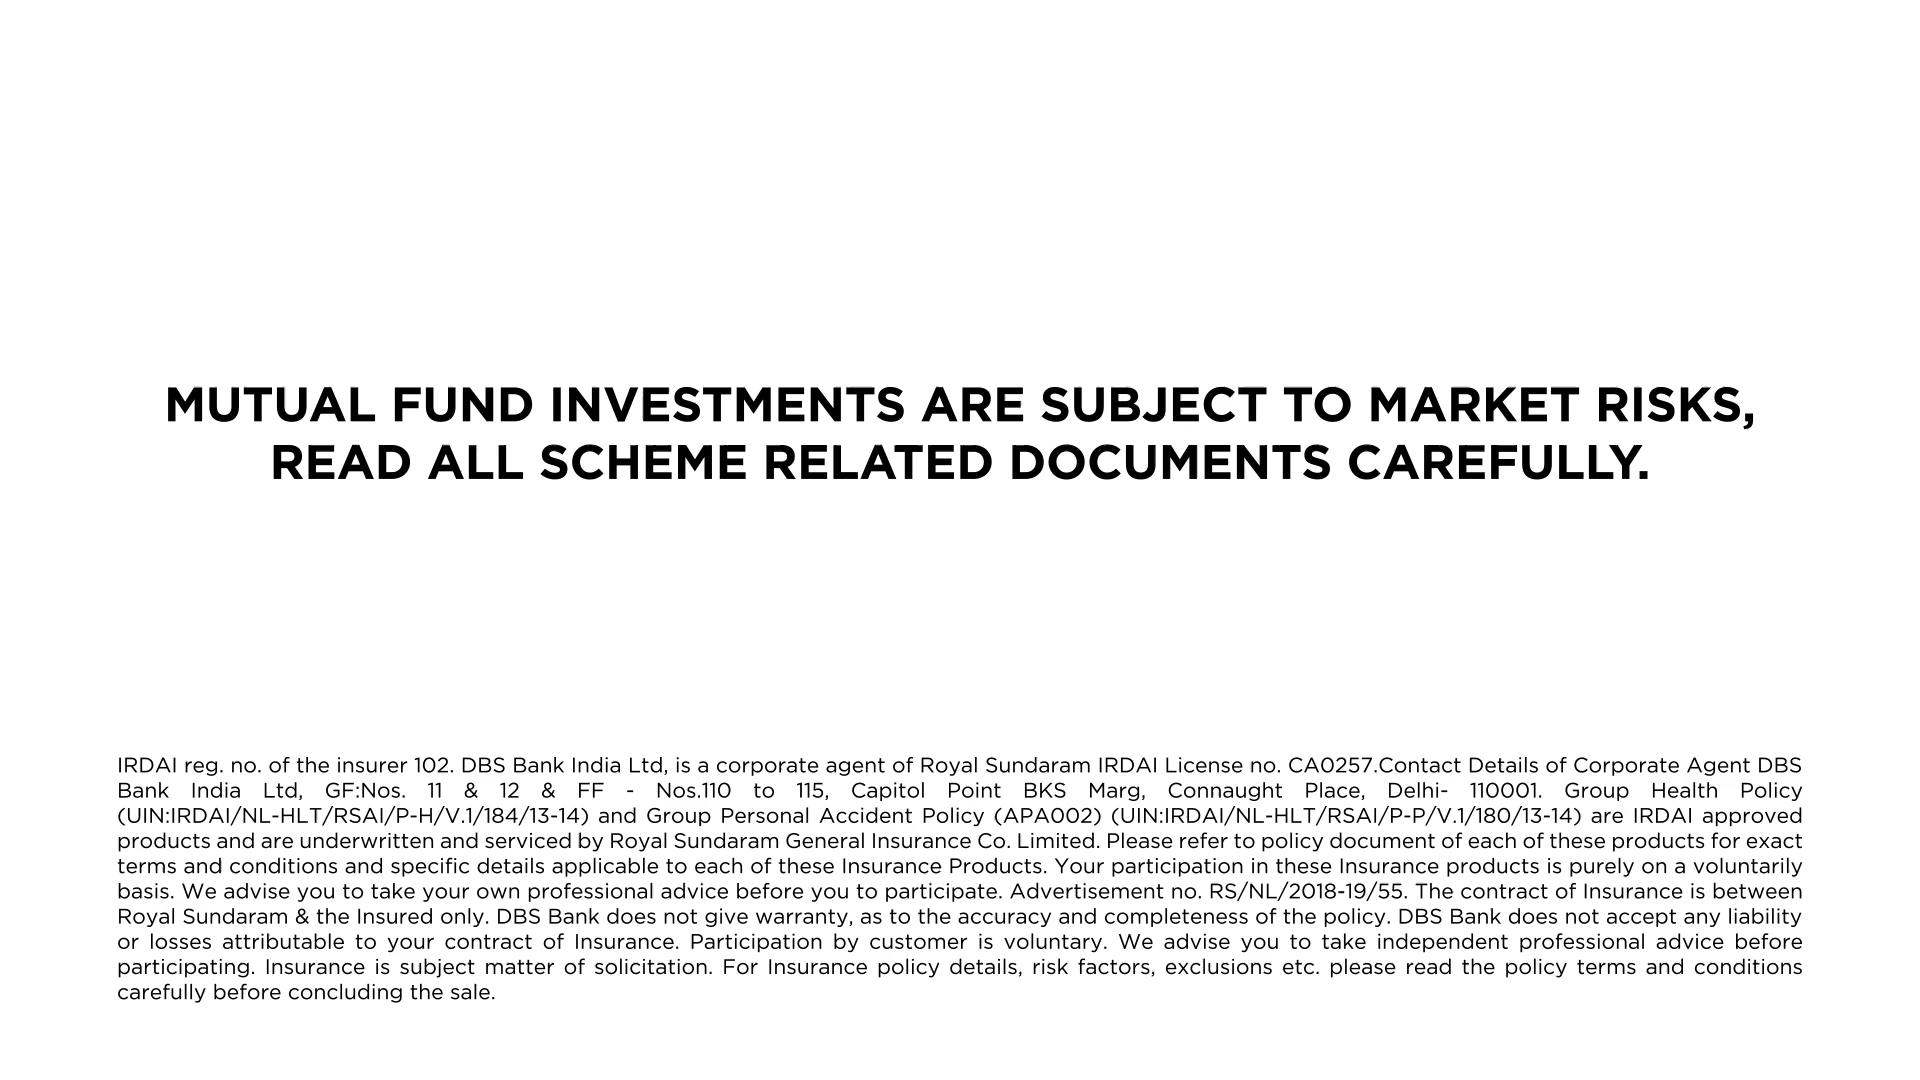 MUTUAL FUND INVESTMENTS ARE SUBJECT TO MARKET RISKS,
READ ALL SCHEME RELATED DOCUMENTS CAREFULLY.
IRDAI reg. no. of the insurer 102. DBS Bank India Ltd, is a corporate agent of Royal Sundaram IRDAI License no. CA0257.Contact Details of Corporate Agent DBS
Bank India Ltd, GF:Nos. 11 & 12 & FF - Nos.110 to 115, Capitol Point BKS Marg, Connaught Place, Delhi- 110001. Group Health Policy
(UIN:IRDAI/NL-HLT/RSAI/P-H/V.1/184/13-14) and Group Personal Accident Policy (APA002) (UIN:IRDAI/NL-HLT/RSAI/P-P/V.1/180/13-14) are IRDAI approved
products and are underwritten and serviced by Royal Sundaram General Insurance Co. Limited. Please refer to policy document of each of these products for exact
terms and conditions and specific details applicable to each of these Insurance Products. Your participation in these Insurance products is purely on a voluntarily
basis. We advise you to take your own professional advice before you to participate. Advertisement no. RS/NL/2018-19/55. The contract of Insurance is between
Royal Sundaram & the Insured only. DBS Bank does not give warranty, as to the accuracy and completeness of the policy. DBS Bank does not accept any liability
or losses attributable to your contract of Insurance. Participation by customer is voluntary. We advise you to take independent professional advice before
participating. Insurance is subject matter of solicitation. For Insurance policy details, risk factors, exclusions etc. please read the policy terms and conditions
carefully before concluding the sale.